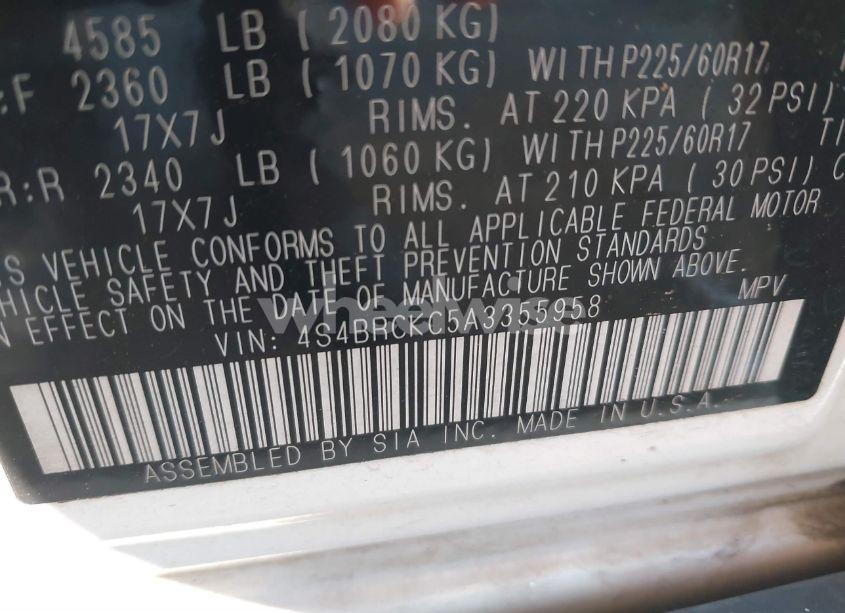 4585 LB ( 2080 KG)
:F 2360 LB ( 1070 KG) WITH P225/60R17
17X7J RIMS. AT 220 KPA ( 32 PSI)
R:R 2340 LB ( 1060 KG) WITH P225/60R17 TI
17X7J RIMS. AT 210 KPA ( 30 PSI) C
S VEHICLE CONFORMS TO ALL APPLICABLE FEDERAL MOTOR
HICLE SAFETY AND THEFT PREVENTION STANDARDS
EFFECT ON THE DATE OF MANUFACTURE SHOWN ABOVE.
VIN: 4S4BRCKC5A3355958 MPV
wheelwise
ASSEMBLED BY SIA INC. MADE IN U.S.A.